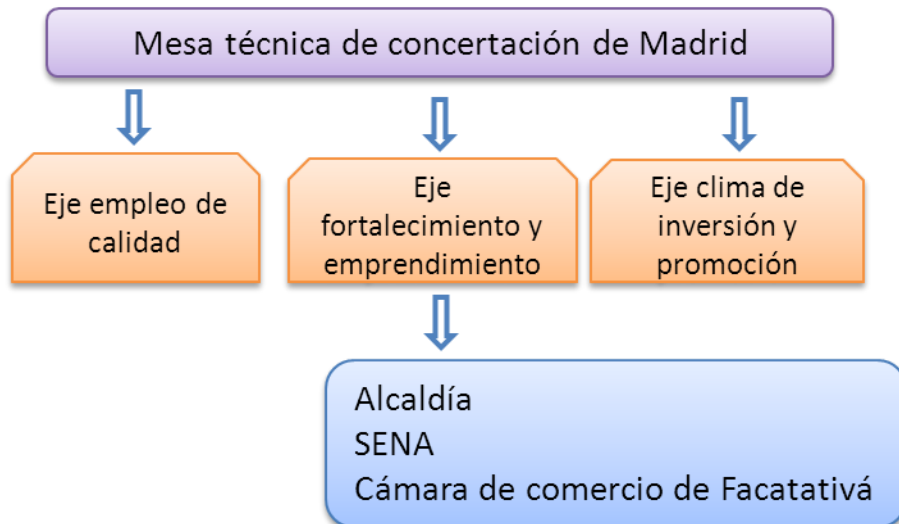 Mesa técnica de concertación de Madrid
Eje empleo de
calidad
Eje
fortalecimiento y
emprendimiento
Eje clima de
inversión y
promoción
Alcaldía
SENA
Cámara de comercio de Facatativá